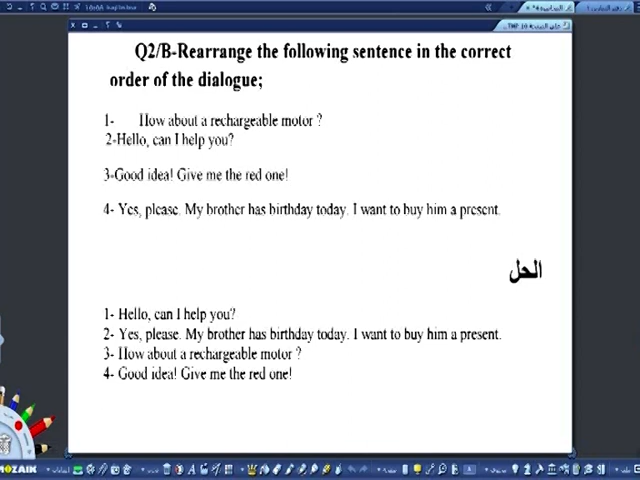 Q2/B-Rearrange the following sentence in the correct
order of the dialogue;
1- How about a rechargeable motor ?
2-Hello, can I help you?
3-Good idea! Give me the red one!
4- Yes, please. My brother has birthday today. I want to buy him a present.
الحل
1- Hello, can I help you?
2- Yes, please. My brother has birthday today. I want to buy him a present.
3- How about a rechargeable motor ?
4- Good idea! Give me the red one!
MOZAIK